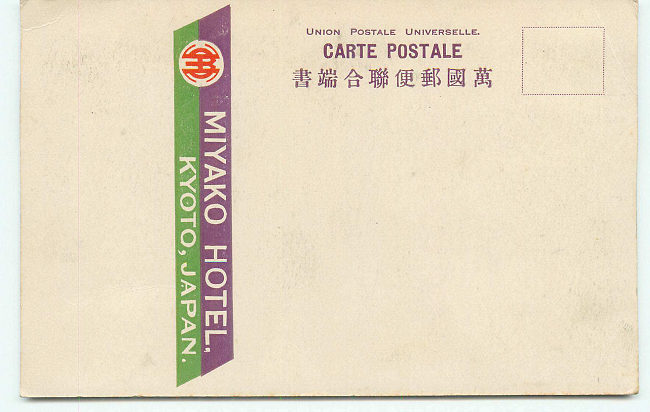 UNION POSTALE UNIVERSELLE.
CARTE POSTALE
書端合聯便郵國萬
MIYAKO HOTEL,
KYOTO, JAPAN.